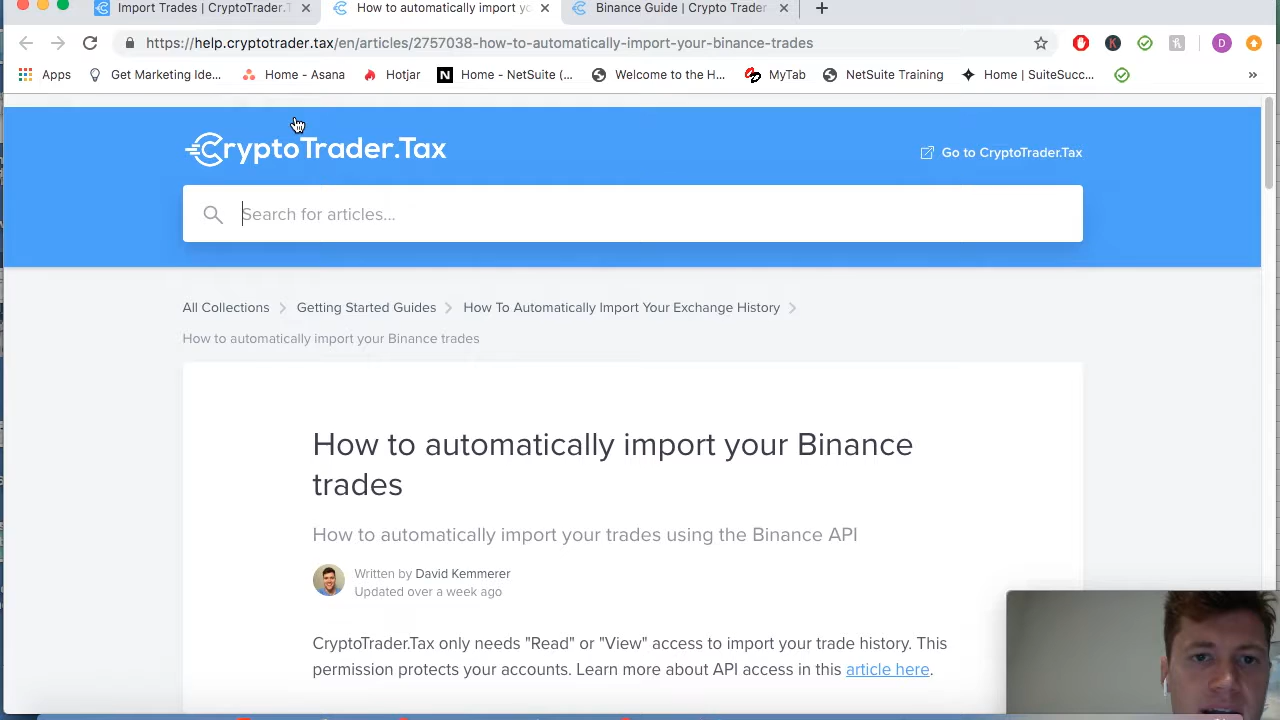 Import Trades | CryptoTrader.T
How to automatically import yo
Binance Guide | Crypto Trader
https://help.cryptotrader.tax/en/articles/2757038-how-to-automatically-import-your-binance-trades
D
Apps
Get Marketing Ide...
Home - Asana
Hotjar
N Home - NetSuite (...
Welcome to the H...
MyTab
NetSuite Training
Home | SuiteSucc...
»
CryptoTrader.Tax
Go to CryptoTrader.Tax
Search for articles...
All Collections
Getting Started Guides
How To Automatically Import Your Exchange History
How to automatically import your Binance trades
How to automatically import your Binance
trades
How to automatically import your trades using the Binance API
Written by David Kemmerer
Updated over a week ago
CryptoTrader.Tax only needs "Read" or "View" access to import your trade history. This
permission protects your accounts. Learn more about API access in this article here.